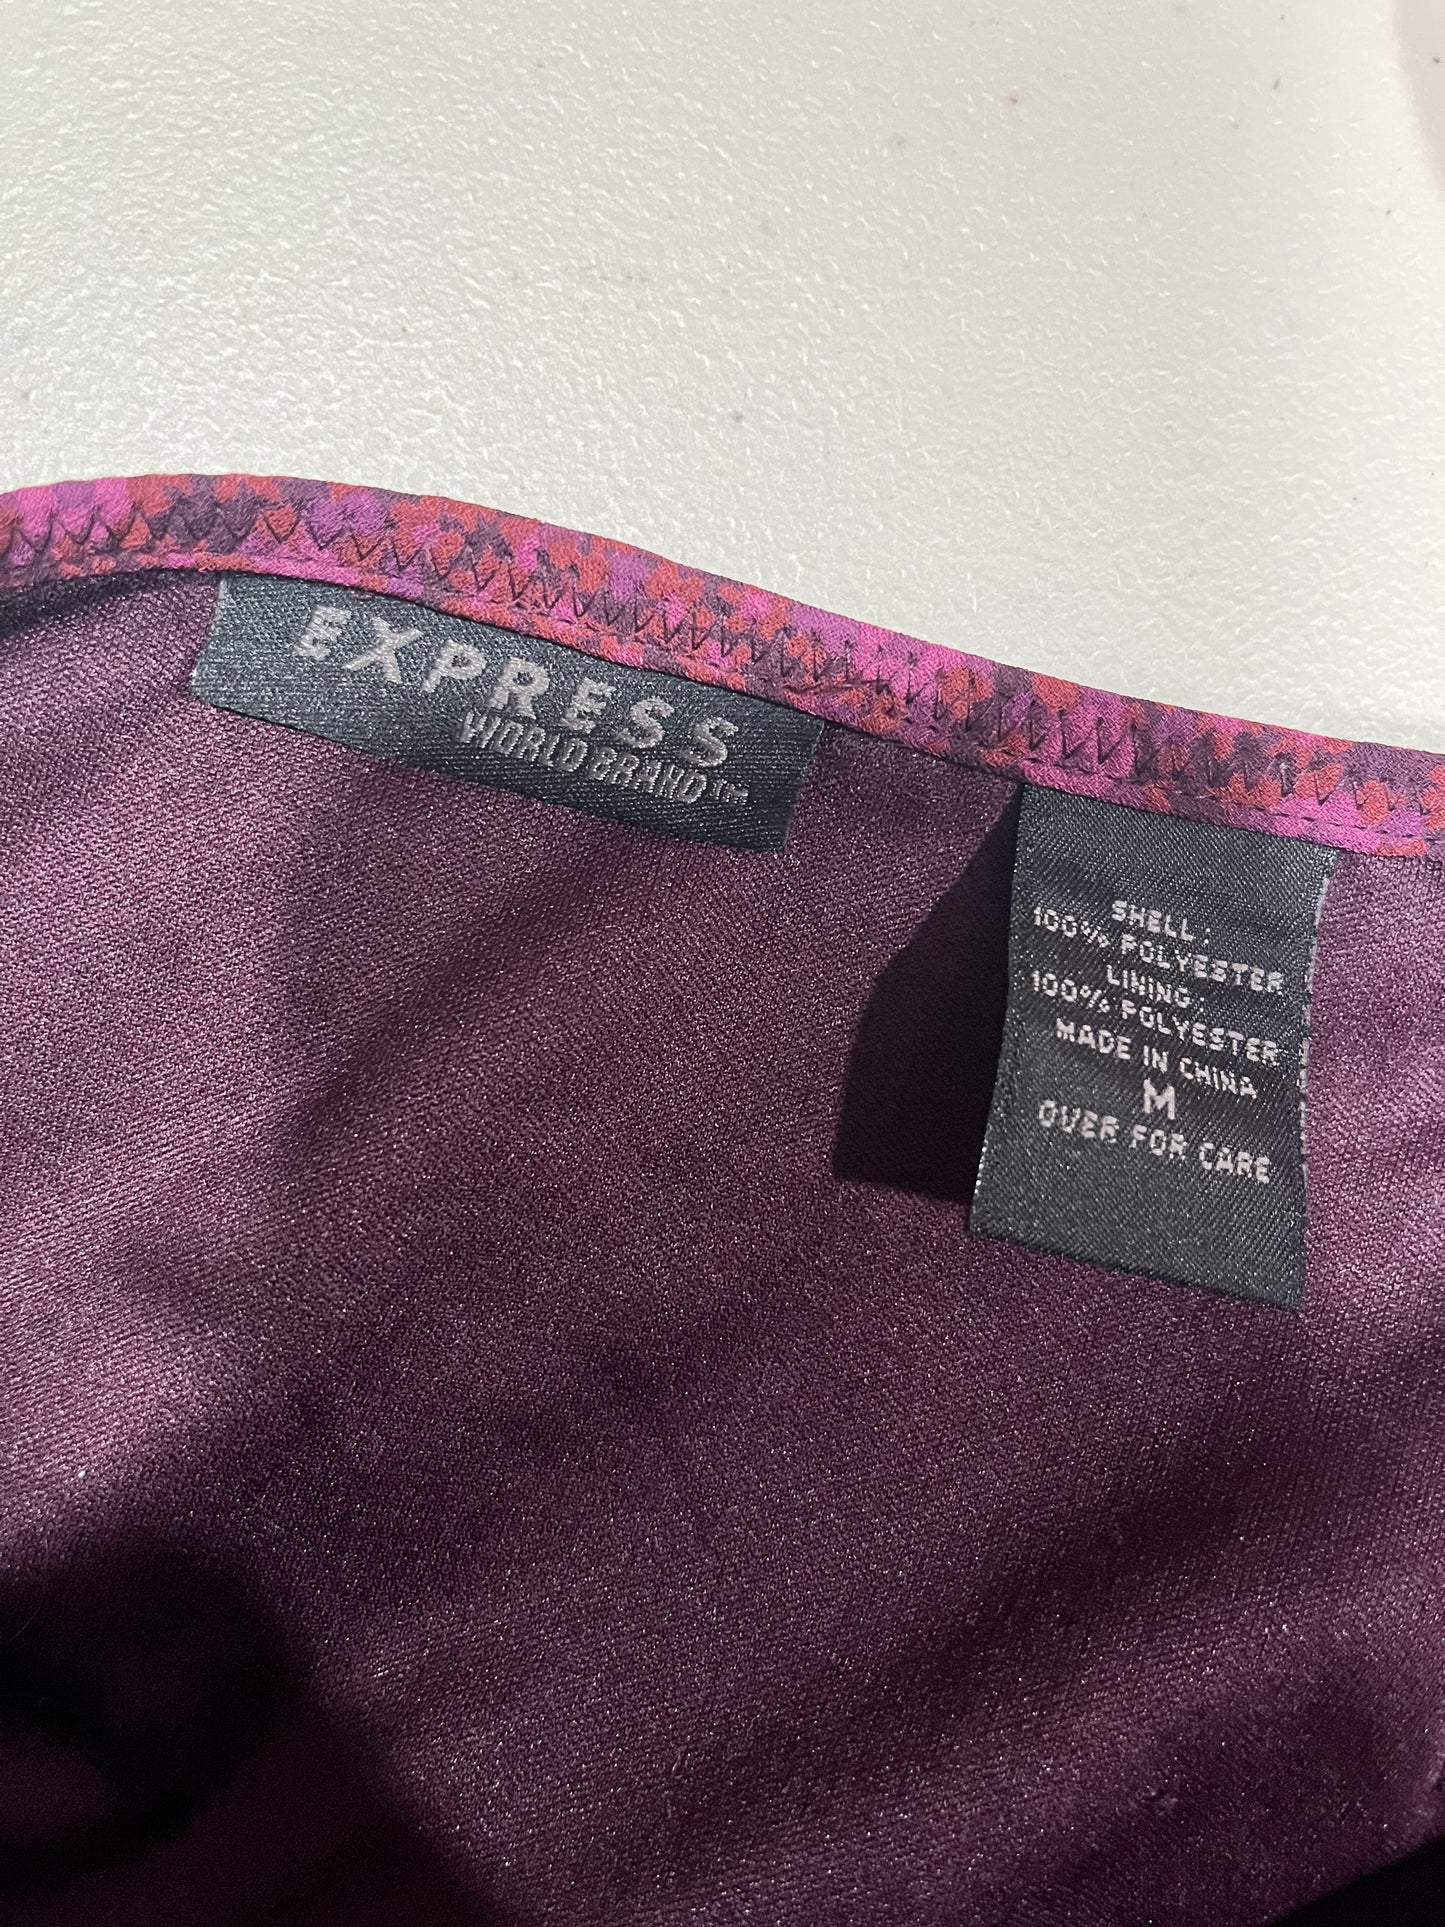 EXPRESS
WORLD BRAND™
SHELL:
100% POLYESTER
LINING:
100% POLYESTER
MADE IN CHINA
M
OVER FOR CARE